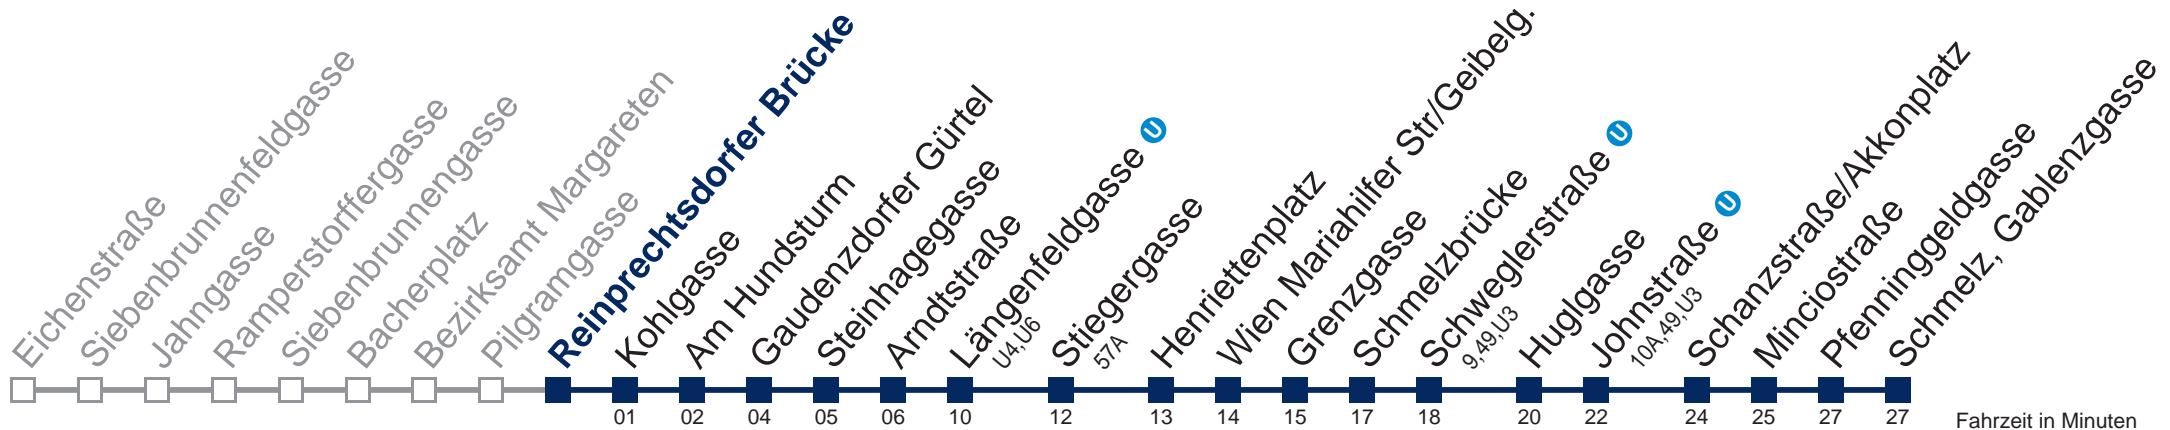 Eichenstraße
Siebenbrunnenfeldgasse
Jahngasse
Ramperstorffergasse
Siebenbrunnengasse
Bacherplatz
Bezirksamt Margareten
Pilgramgasse
Reinprechtsdorfer Brücke
Kohlgasse
Am Hundsturm
Gaudenzdorfer Gürtel
Steinhagegasse
Arndtstraße
Längenfeldgasse U
U4,U6
Stiegergasse
57A
Henriettenplatz
Wien Mariahilfer Str/Geibelg.
Grenzgasse
Schmelzbrücke
Schweglerstraße U
9,49,U3
Huglgasse
Johnstraße U
10A,49,U3
Schanzstraße/Akkonplatz
Minciostraße
Pfenninggeldgasse
Schmelz, Gablenzgasse
01 02 04 05 06 10 12 13 14 15 17 18 20 22 24 25 27 27 Fahrzeit in Minuten